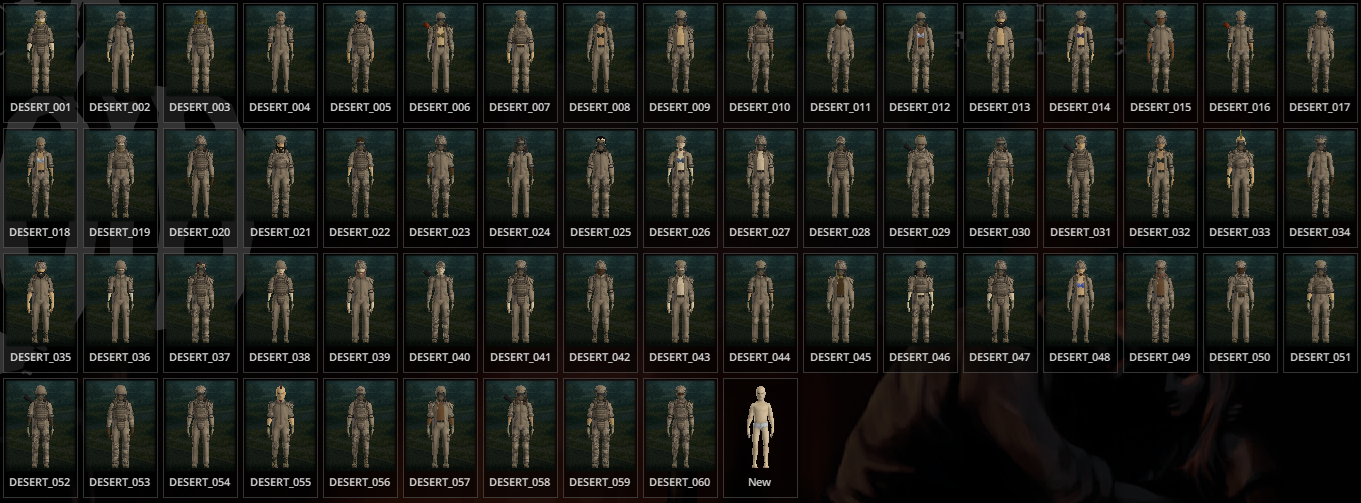 DESERT_001 DESERT_002 DESERT_003 DESERT_004 DESERT_005 DESERT_006 DESERT_007 DESERT_008 DESERT_009 DESERT_010 DESERT_011 DESERT_012 DESERT_013 DESERT_014 DESERT_015 DESERT_016 DESERT_017
DESERT_018 DESERT_019 DESERT_020 DESERT_021 DESERT_022 DESERT_023 DESERT_024 DESERT_025 DESERT_026 DESERT_027 DESERT_028 DESERT_029 DESERT_030 DESERT_031 DESERT_032 DESERT_033 DESERT_034
DESERT_035 DESERT_036 DESERT_037 DESERT_038 DESERT_039 DESERT_040 DESERT_041 DESERT_042 DESERT_043 DESERT_044 DESERT_045 DESERT_046 DESERT_047 DESERT_048 DESERT_049 DESERT_050 DESERT_051
DESERT_052 DESERT_053 DESERT_054 DESERT_055 DESERT_056 DESERT_057 DESERT_058 DESERT_059 DESERT_060 New